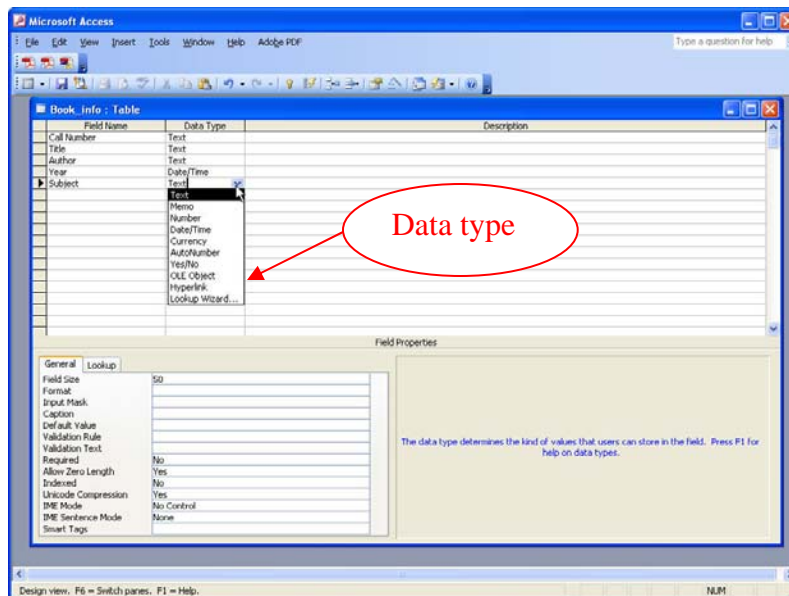 Microsoft Access
File Edit View Insert Tools Window Help Adobe PDF Type a question for help
Book_info : Table
Field Name Data Type Description
Call Number Text
Title Text
Author Text
Year Date/Time
Subject Text
Text
Memo
Number
Date/Time
Currency
AutoNumber
Yes/No
OLE Object
Hyperlink
Lookup Wizard...
Data type
Field Properties
General Lookup
Field Size 50
Format
Input Mask
Caption
Default Value
Validation Rule
Validation Text
Required No
Allow Zero Length Yes
Indexed No
Unicode Compression Yes
IME Mode No Control
IME Sentence Mode None
Smart Tags
The data type determines the kind of values that users can store in the field. Press F1 for
help on data types.
Design view. F6 = Switch panes. F1 = Help. NUM